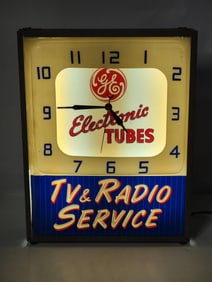 11 12 1
10 2
GE
9 3
Electronic
TUBES
8 4
7 6 5
TV & RADIO
SERVICE